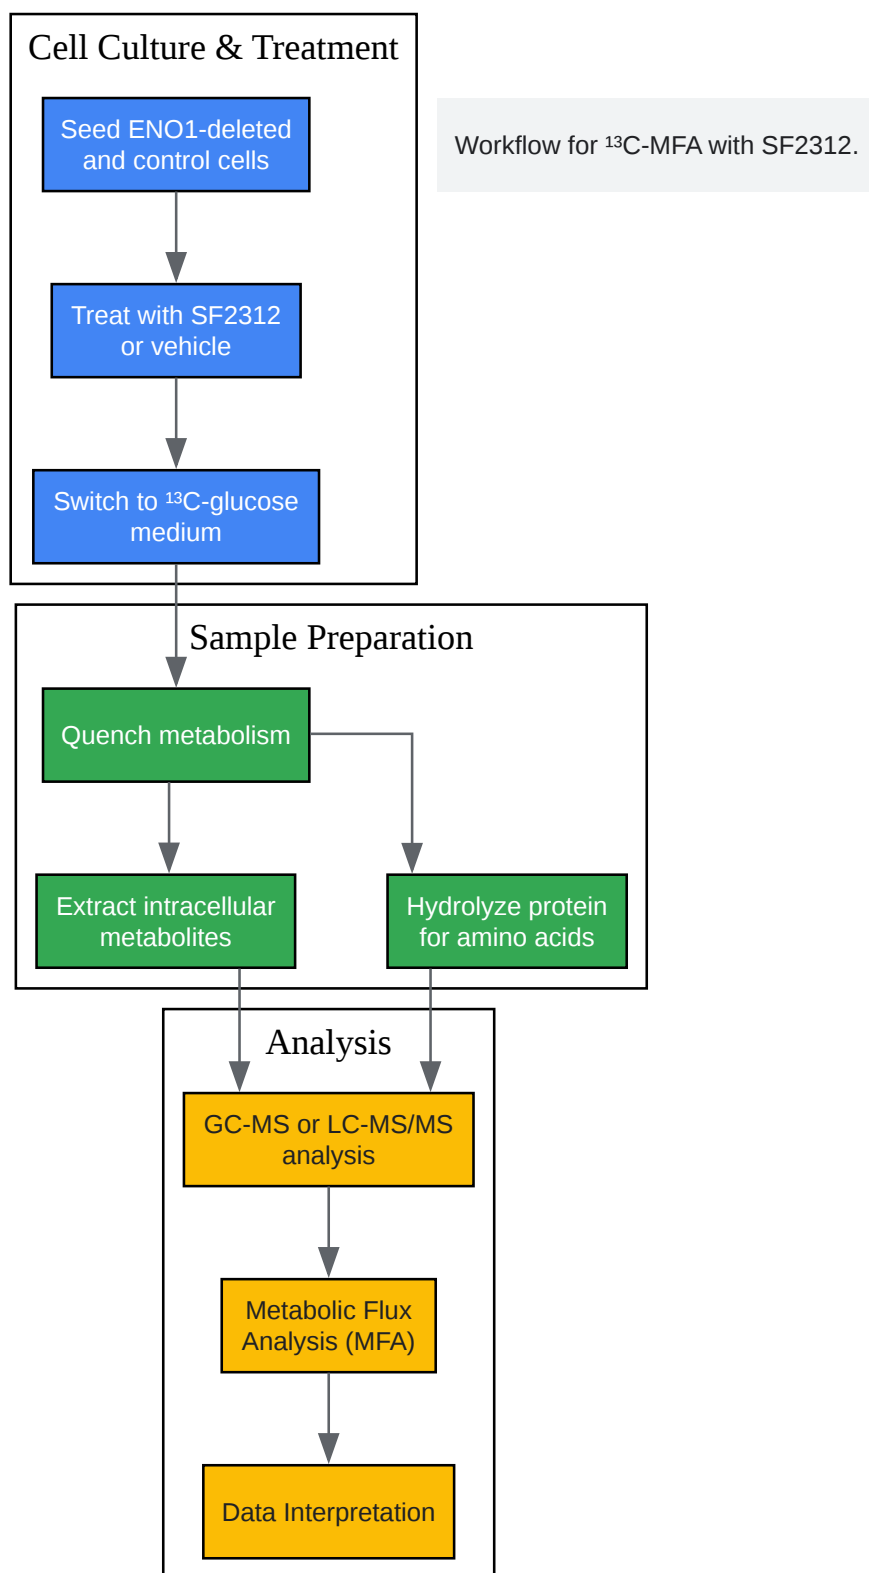 Cell Culture & Treatment
Seed ENO1-deleted
and control cells
Workflow for ¹³C-MFA with SF2312.
Treat with SF2312
or vehicle
Switch to ¹³C-glucose
medium
Sample Preparation
Quench metabolism
Extract intracellular
metabolites
Hydrolyze protein
for amino acids
Analysis
GC-MS or LC-MS/MS
analysis
Metabolic Flux
Analysis (MFA)
Data Interpretation